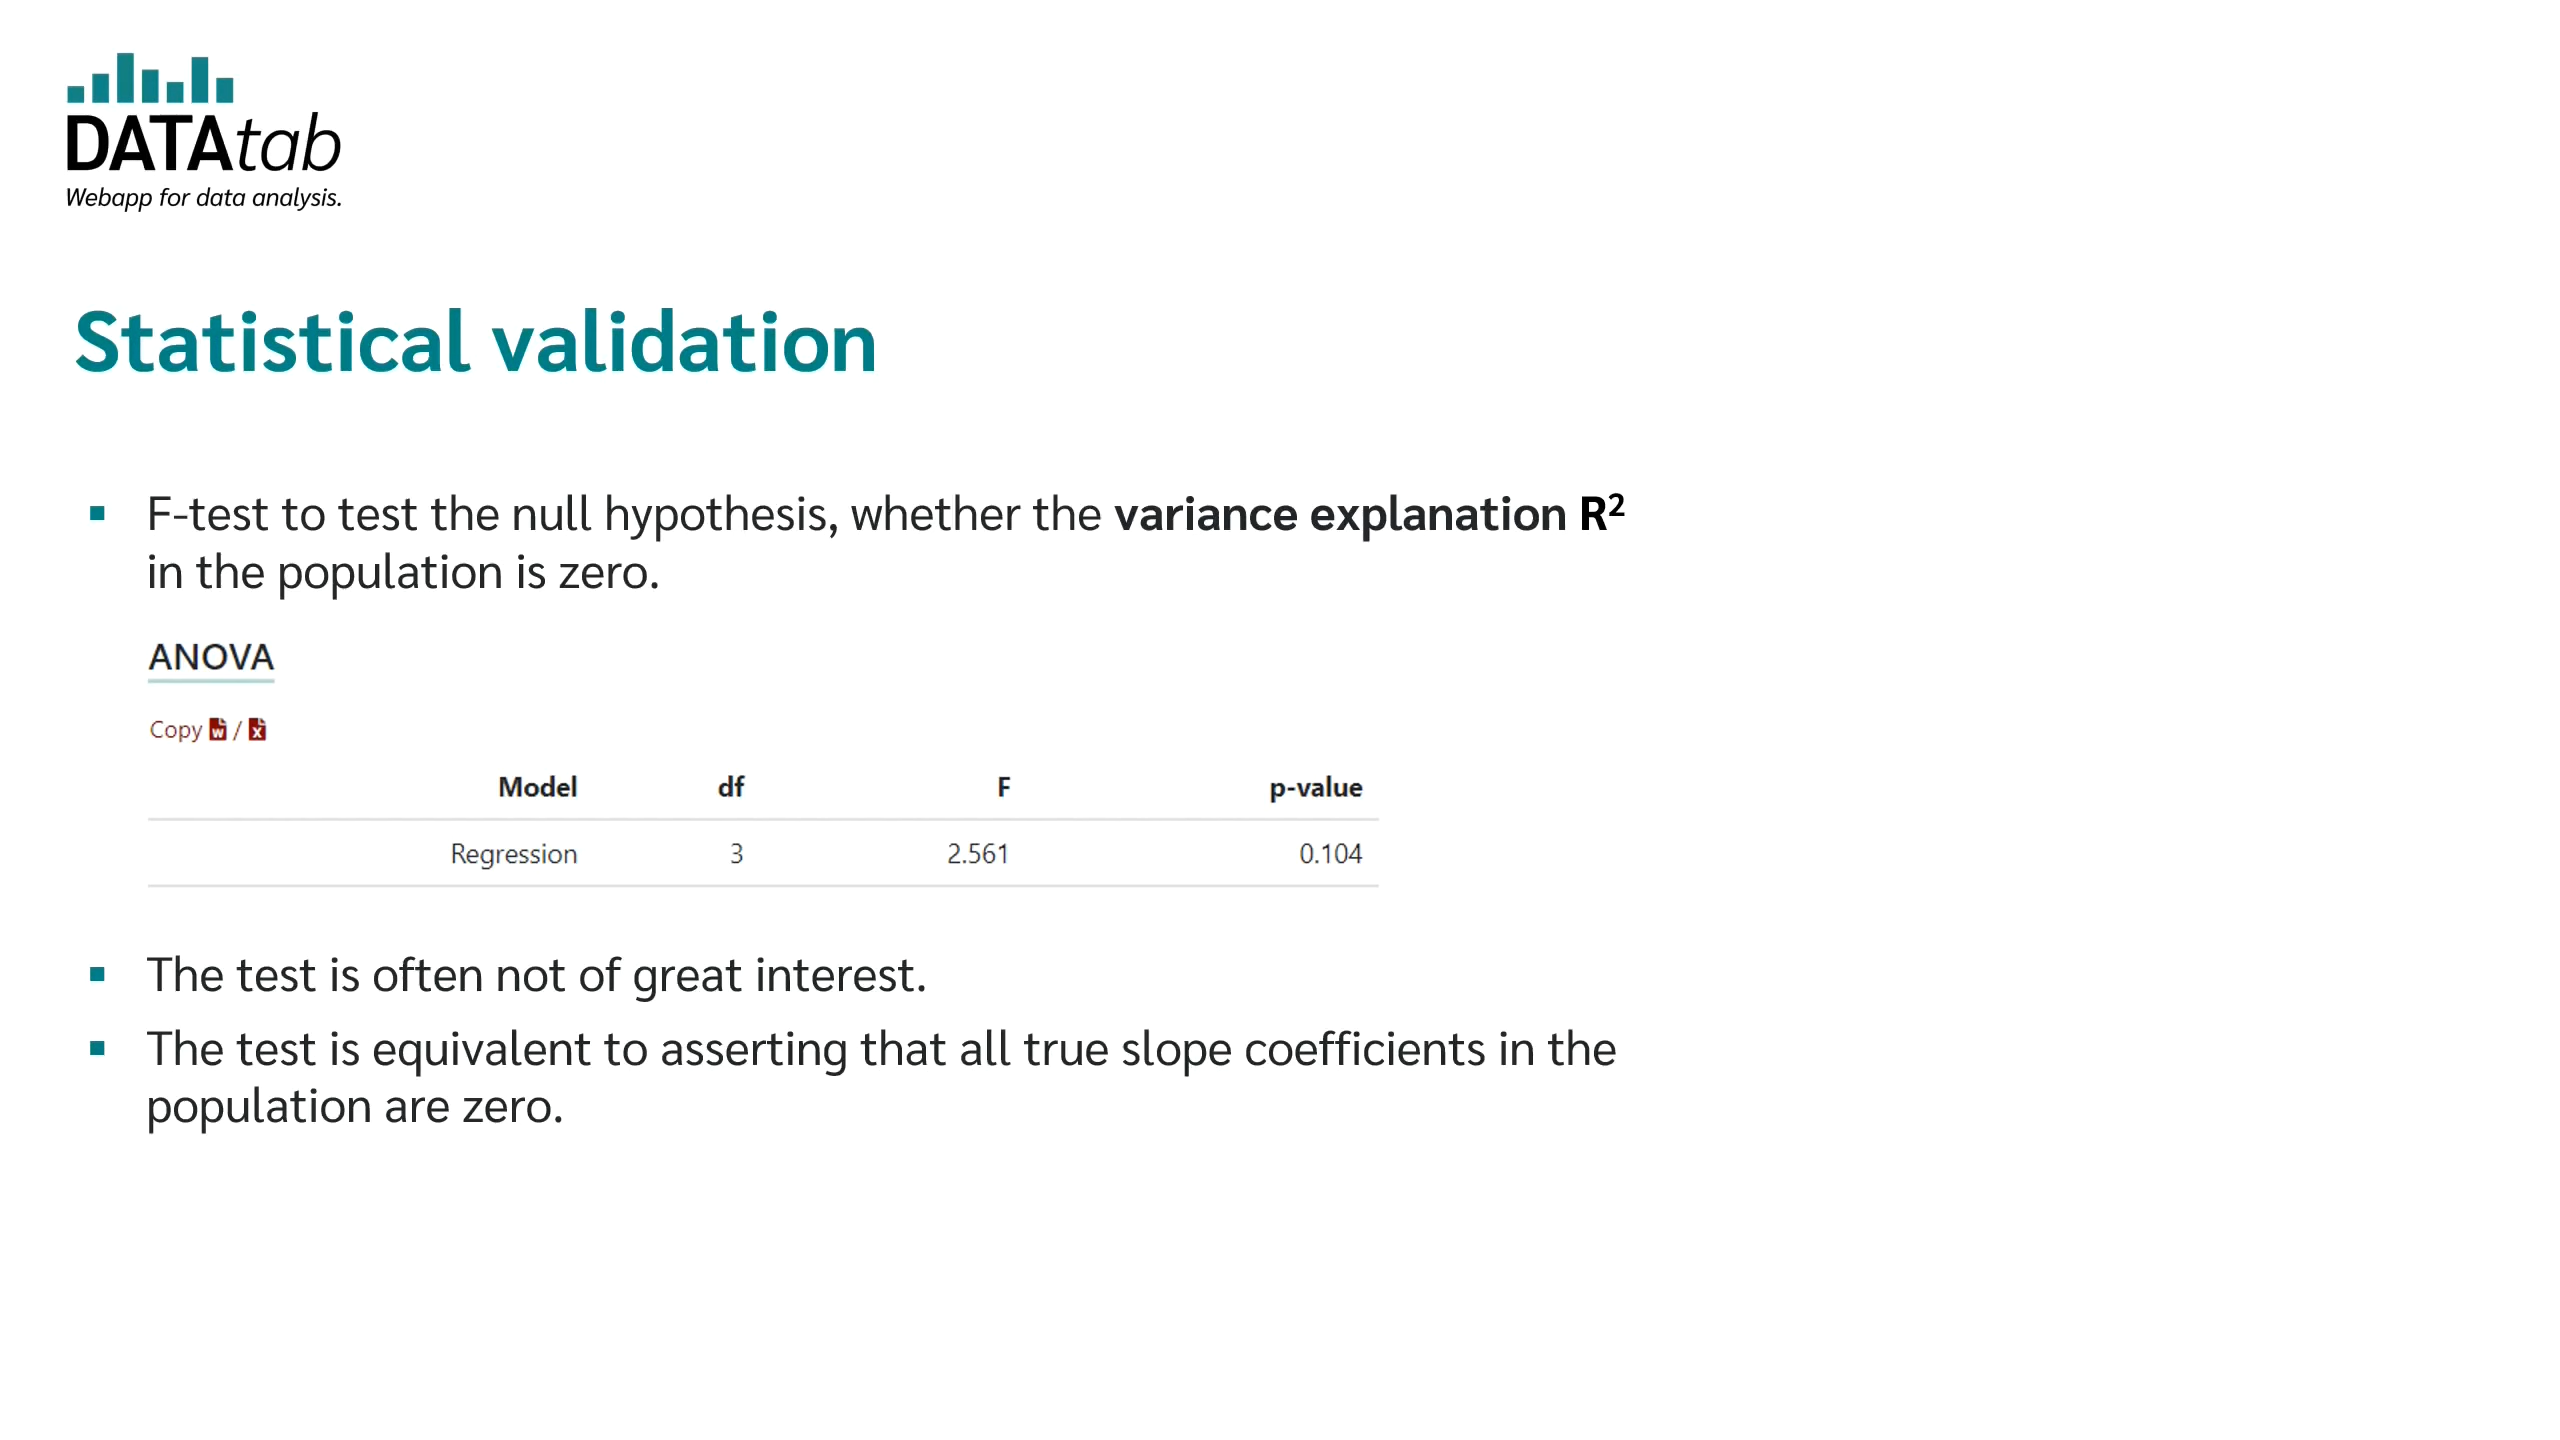 DATAtab
Webapp for data analysis.
Statistical validation
▪ F-test to test the null hypothesis, whether the variance explanation R²
in the population is zero.
ANOVA
Copy W / X
Model df F p-value
Regression 3 2.561 0.104
▪ The test is often not of great interest.
▪ The test is equivalent to asserting that all true slope coefficients in the
population are zero.